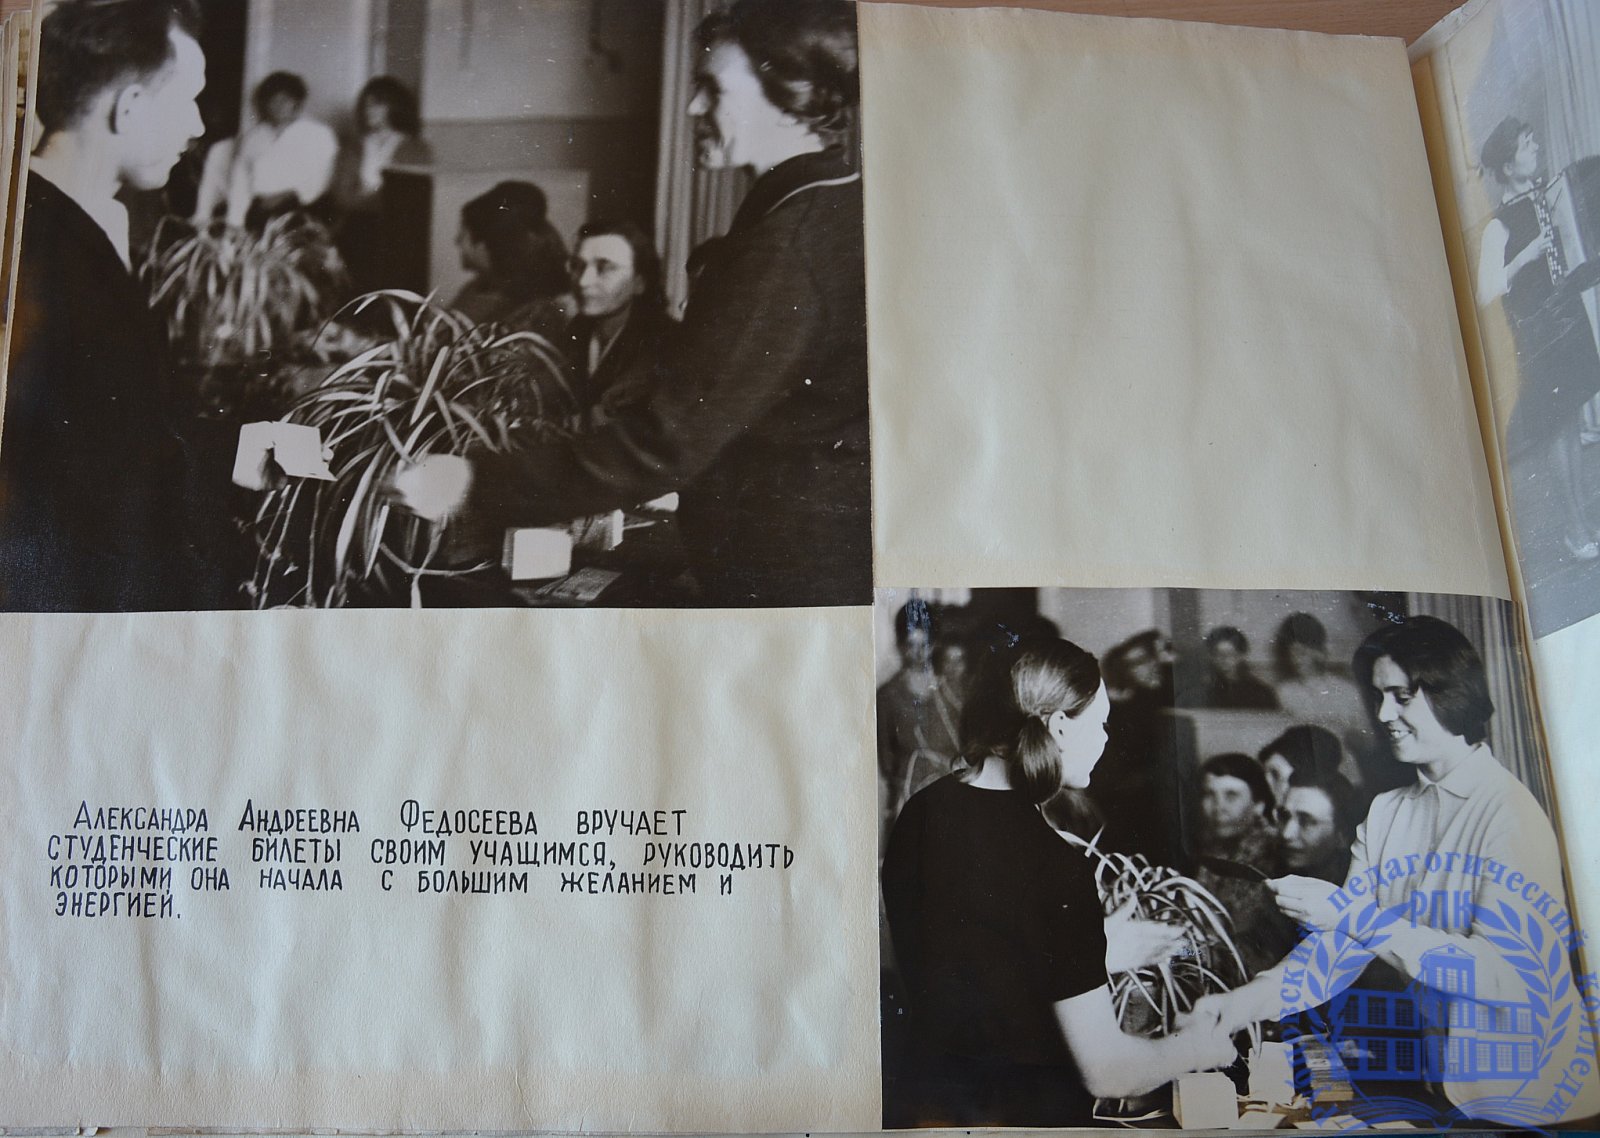 Александра Андреевна Федосеева вручает
студенческие билеты своим учащимся, руководить
которыми она начала с большим желанием и
энергией.
педагогический колледж
РПК